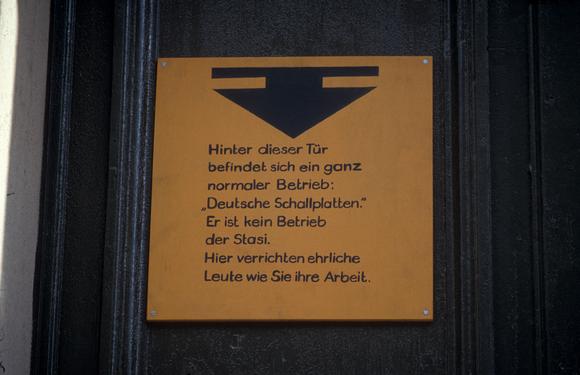 Hinter dieser Tür
befindet sich ein ganz
normaler Betrieb:
„Deutsche Schallplatten."
Er ist kein Betrieb
der Stasi.
Hier verrichten ehrliche
Leute wie Sie ihre Arbeit.